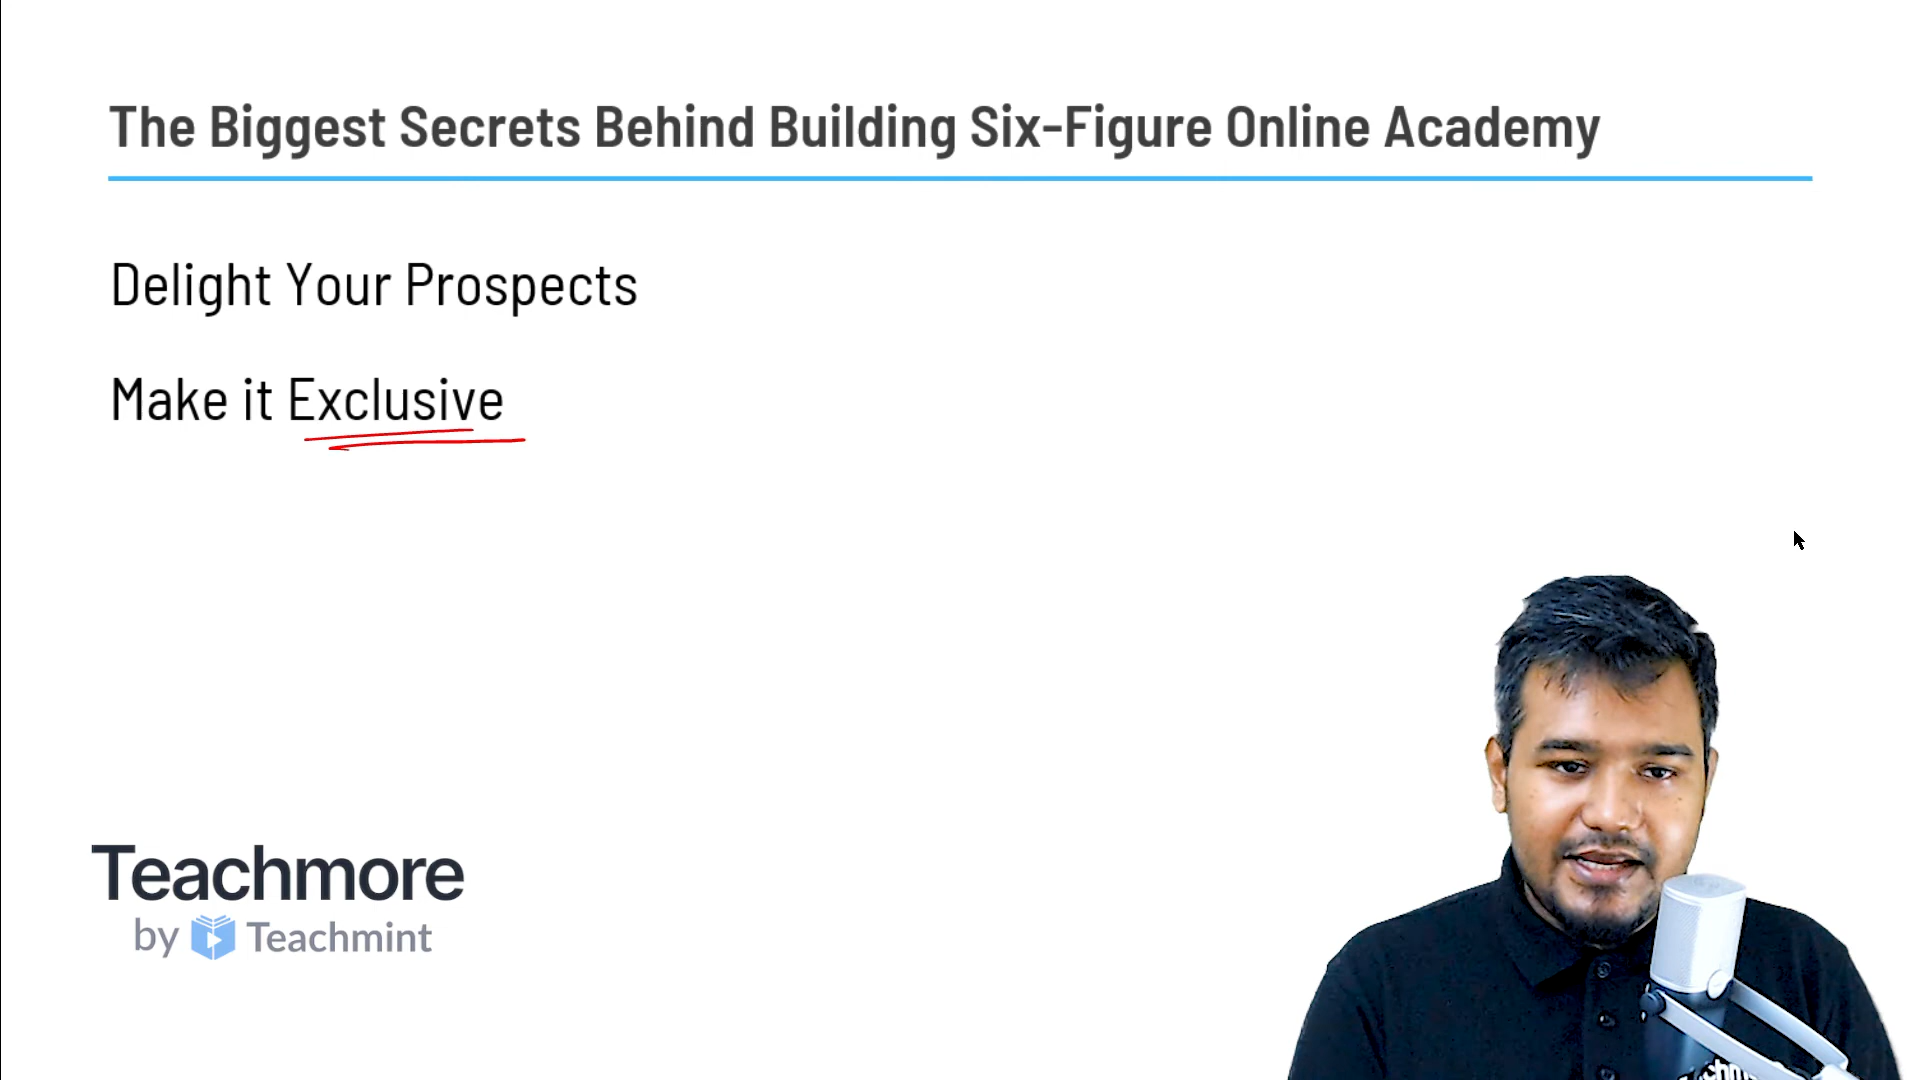 The Biggest Secrets Behind Building Six-Figure Online Academy
Delight Your Prospects
Make it Exclusive
Teachmore
by Teachmint